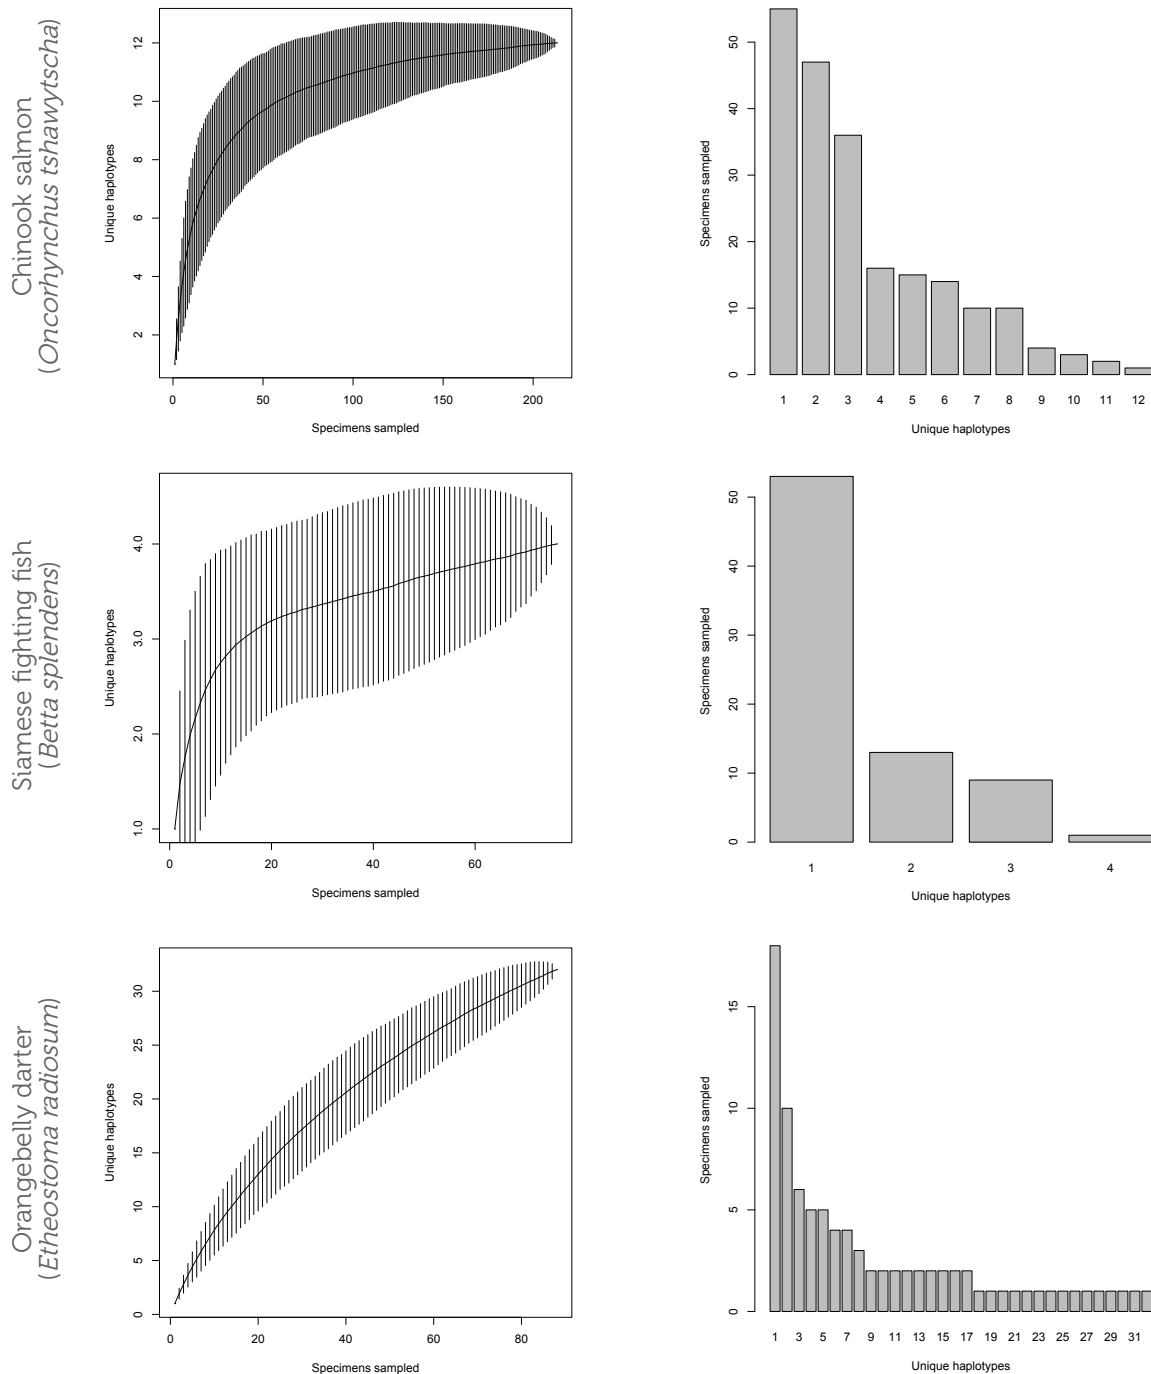 Chinook salmon
(Oncorhynchus tshawytscha)
Unique haplotypes
2 4 6 8 10 12
0 50 100 150 200
Specimens sampled
Specimens sampled
0 10 20 30 40 50
1 2 3 4 5 6 7 8 9 10 11 12
Unique haplotypes
Siamese fighting fish
(Betta splendens)
Unique haplotypes
1.0 2.0 3.0 4.0
0 20 40 60
Specimens sampled
Specimens sampled
0 10 20 30 40 50
1 2 3 4
Unique haplotypes
Orangebelly darter
(Etheostoma radiosum)
Unique haplotypes
0 5 10 15 20 25 30
0 20 40 60 80
Specimens sampled
Specimens sampled
0 5 10 15
1 3 5 7 9 11 13 15 17 19 21 23 25 27 29 31
Unique haplotypes